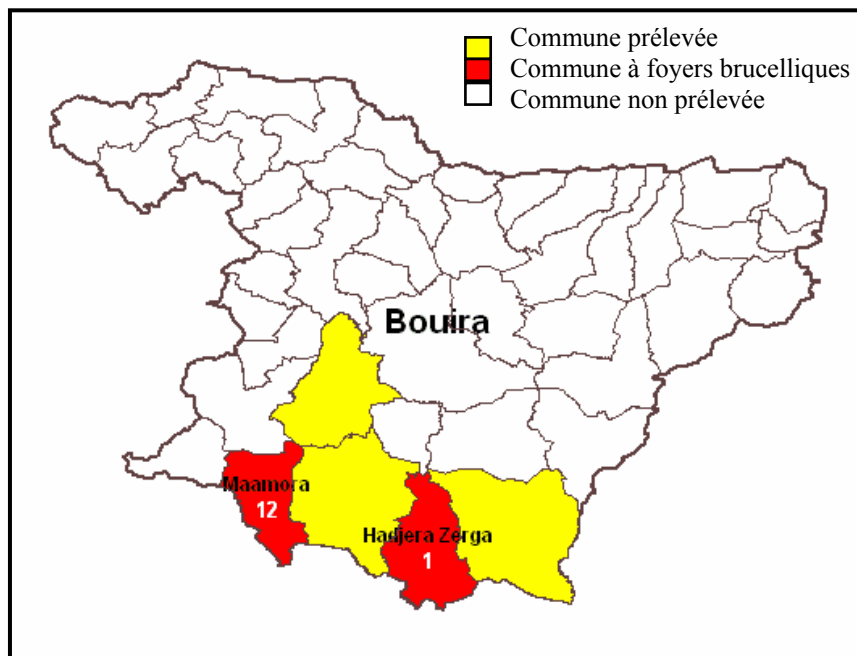 Commune prélevée
Commune à foyers brucelliques
Commune non prélevée
Bouira
Maamora
12
Hadjera Zerga
1